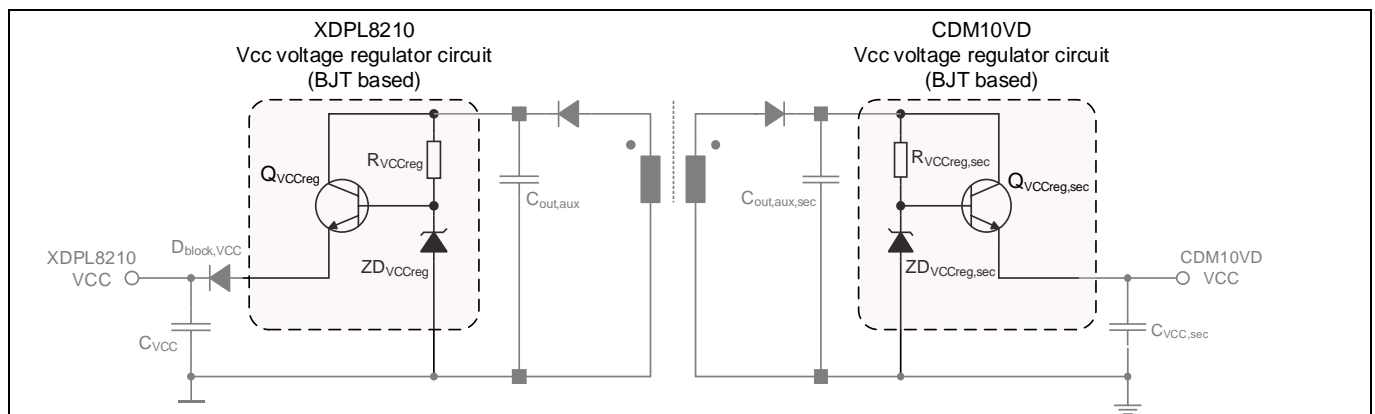 XDPL8210
Vcc voltage regulator circuit
(BJT based)
CDM10VD
Vcc voltage regulator circuit
(BJT based)
RVCCreg
QVCCreg
Cout,aux
Dblock,VCC
ZDVCCreg
XDPL8210
VCC
CVCC
RVCCreg,sec
QVCCreg,sec
Cout,aux,sec
ZDVCCreg,sec
CDM10VD
VCC
CVCC,sec